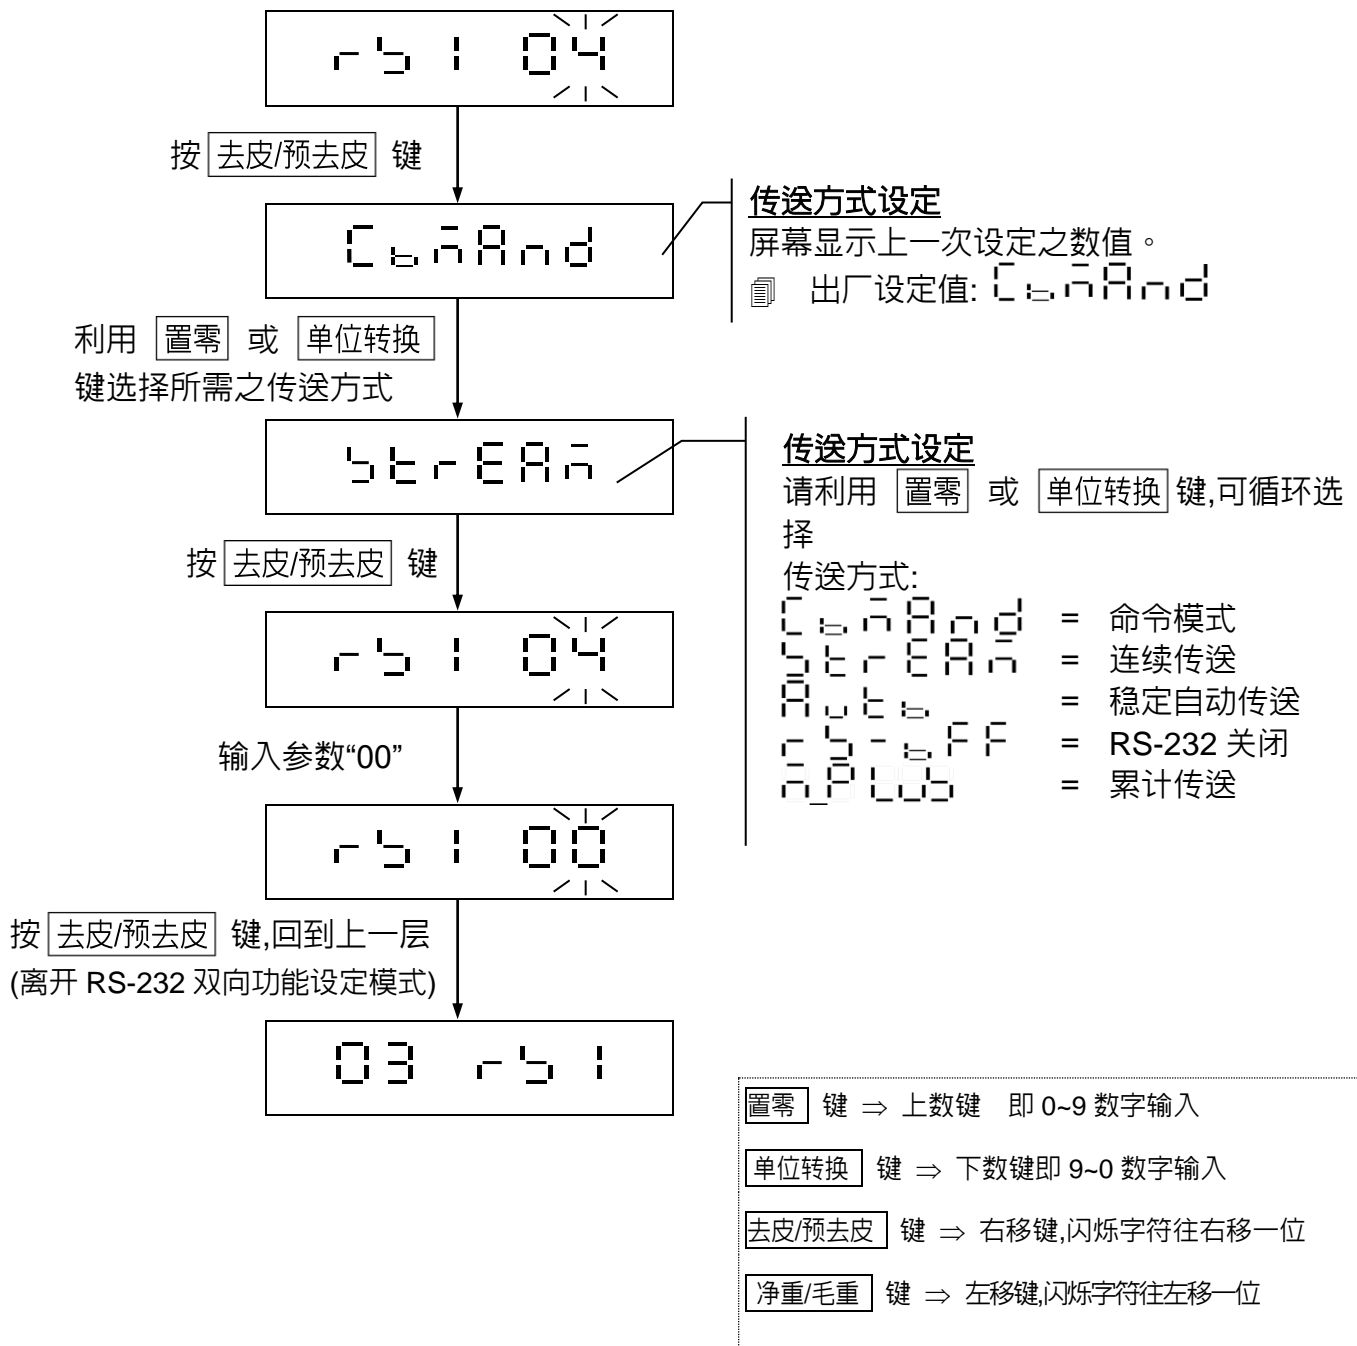 rS1 04
按 去皮/预去皮 键
ComAnd
传送方式设定
屏幕显示上一次设定之数值。
出厂设定值: ComAnd
利用 置零 或 单位转换
键选择所需之传送方式
StrEAm
传送方式设定
请利用 置零 或 单位转换 键,可循环选
择
传送方式:
ComAnd = 命令模式
StrEAm = 连续传送
Auto = 稳定自动传送
rS-oFF = RS-232 关闭
m_PLUS = 累计传送
按 去皮/预去皮 键
rS1 04
输入参数“00”
rS1 00
按 去皮/预去皮 键,回到上一层
(离开 RS-232 双向功能设定模式)
03 rS1
置零 键 ⇒ 上数键 即 0~9 数字输入
单位转换 键 ⇒ 下数键即 9~0 数字输入
去皮/预去皮 键 ⇒ 右移键,闪烁字符往右移一位
净重/毛重 键 ⇒ 左移键,闪烁字符往左移一位